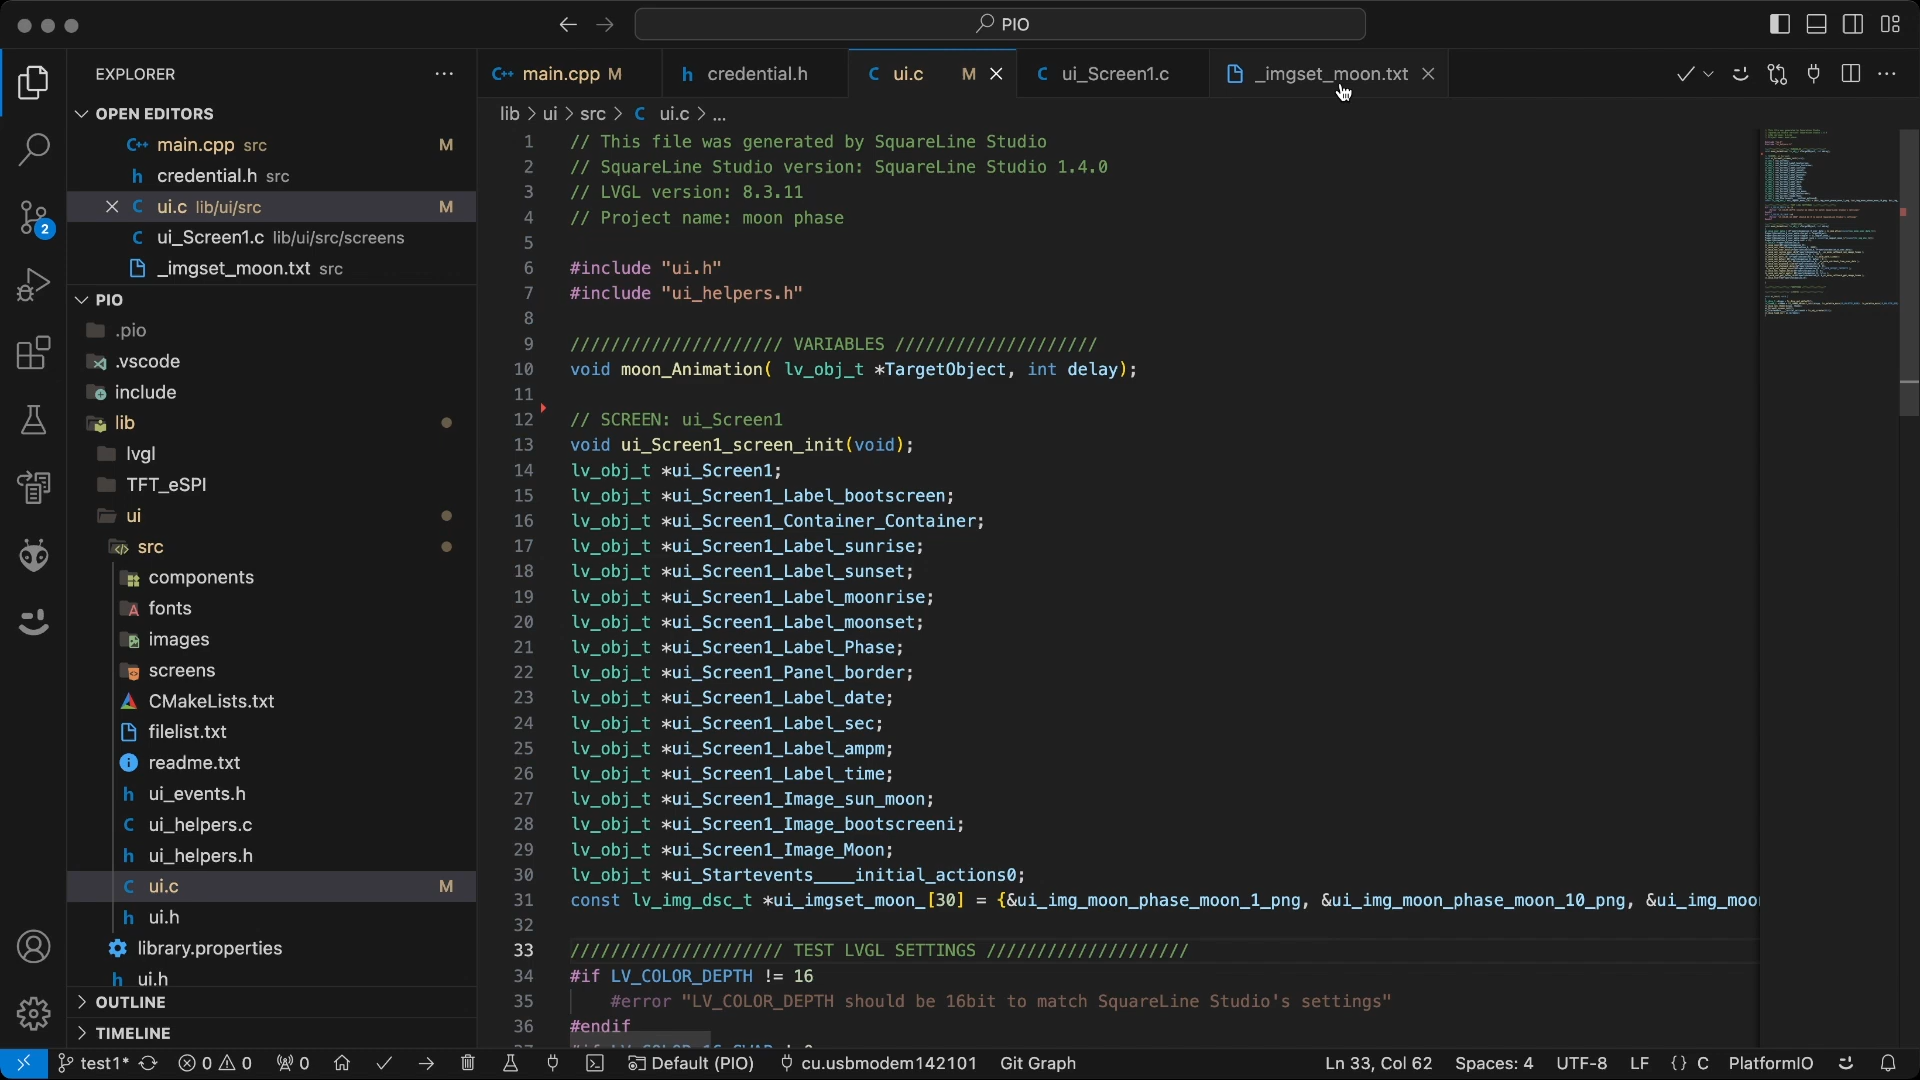 PIO
EXPLORER
OPEN EDITORS
main.cpp src M
credential.h src
ui.c lib/ui/src M
ui_Screen1.c lib/ui/src/screens
_imgset_moon.txt src
PIO
.pio
.vscode
include
lib
lvgl
TFT_eSPI
ui
src
components
fonts
images
screens
CMakeLists.txt
filelist.txt
readme.txt
ui_events.h
ui_helpers.c
ui_helpers.h
ui.c M
ui.h
library.properties
ui.h
OUTLINE
TIMELINE
2
main.cpp M
credential.h
ui.c M
ui_Screen1.c
_imgset_moon.txt
lib > ui > src > C ui.c > ...
1 // This file was generated by SquareLine Studio
2 // SquareLine Studio version: SquareLine Studio 1.4.0
3 // LVGL version: 8.3.11
4 // Project name: moon phase
5
6 #include "ui.h"
7 #include "ui_helpers.h"
8
9 ///////////////////// VARIABLES ////////////////////
10 void moon_Animation( lv_obj_t *TargetObject, int delay);
11
12 // SCREEN: ui_Screen1
13 void ui_Screen1_screen_init(void);
14 lv_obj_t *ui_Screen1;
15 lv_obj_t *ui_Screen1_Label_bootscreen;
16 lv_obj_t *ui_Screen1_Container_Container;
17 lv_obj_t *ui_Screen1_Label_sunrise;
18 lv_obj_t *ui_Screen1_Label_sunset;
19 lv_obj_t *ui_Screen1_Label_moonrise;
20 lv_obj_t *ui_Screen1_Label_moonset;
21 lv_obj_t *ui_Screen1_Label_Phase;
22 lv_obj_t *ui_Screen1_Panel_border;
23 lv_obj_t *ui_Screen1_Label_date;
24 lv_obj_t *ui_Screen1_Label_sec;
25 lv_obj_t *ui_Screen1_Label_ampm;
26 lv_obj_t *ui_Screen1_Label_time;
27 lv_obj_t *ui_Screen1_Image_sun_moon;
28 lv_obj_t *ui_Screen1_Image_bootscreeni;
29 lv_obj_t *ui_Screen1_Image_Moon;
30 lv_obj_t *ui_Startevents____initial_actions0;
31 const lv_img_dsc_t *ui_imgset_moon_[30] = {&ui_img_moon_phase_moon_1_png, &ui_img_moon_phase_moon_10_png, &ui_img_moo
32
33 ///////////////////// TEST LVGL SETTINGS ////////////////////
34 #if LV_COLOR_DEPTH != 16
35 #error "LV_COLOR_DEPTH should be 16bit to match SquareLine Studio's settings"
36 #endif
test1* 0 0 0 Default (PIO) cu.usbmodem142101 Git Graph Ln 33, Col 62 Spaces: 4 UTF-8 LF {} C PlatformIO